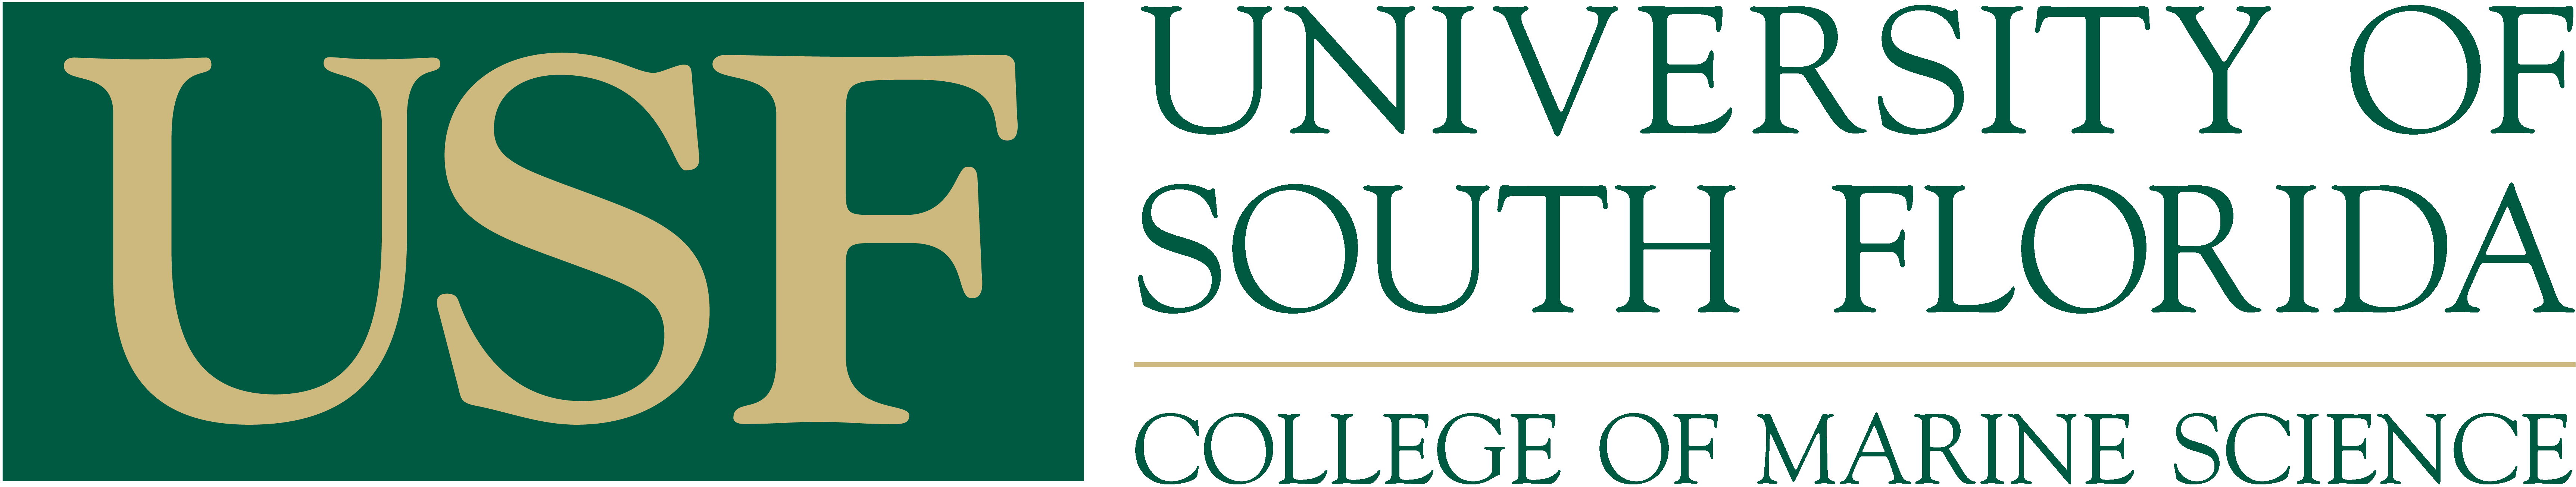 USF
UNIVERSITY OF
SOUTH FLORIDA
COLLEGE OF MARINE SCIENCE